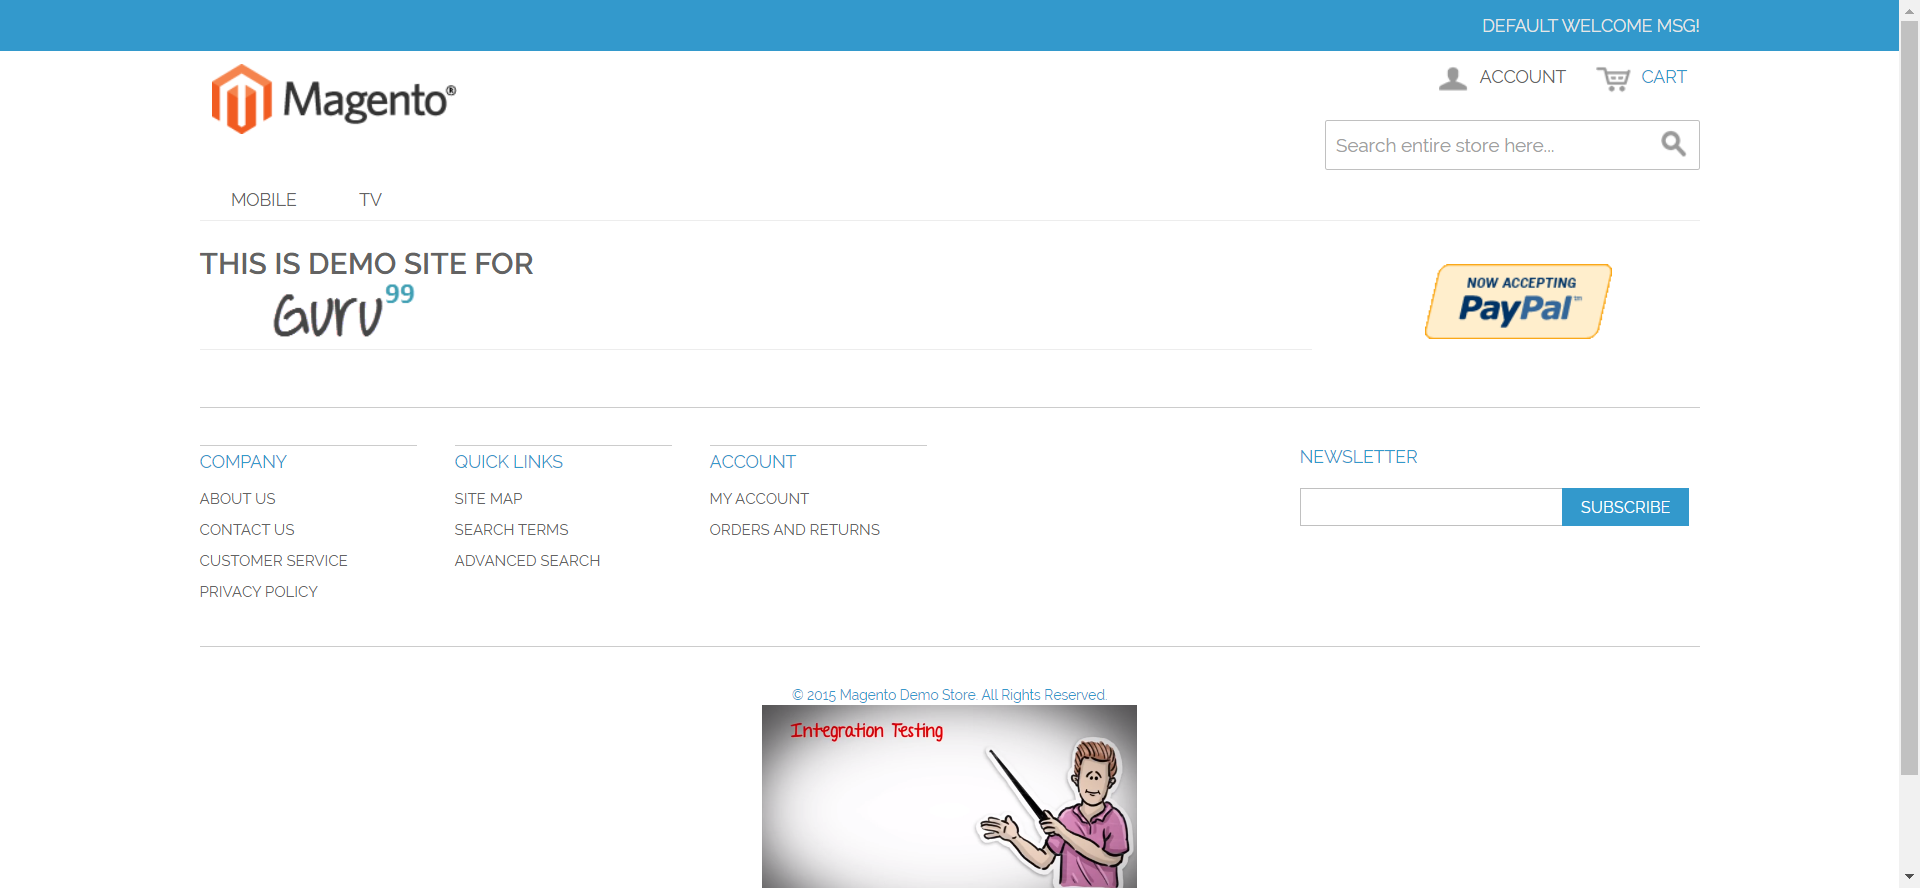 DEFAULT WELCOME MSG!
Magento®
ACCOUNT
CART
Search entire store here...
MOBILE
TV
THIS IS DEMO SITE FOR
Guru99
NOW ACCEPTING
PayPal™
COMPANY
ABOUT US
CONTACT US
CUSTOMER SERVICE
PRIVACY POLICY
QUICK LINKS
SITE MAP
SEARCH TERMS
ADVANCED SEARCH
ACCOUNT
MY ACCOUNT
ORDERS AND RETURNS
NEWSLETTER
SUBSCRIBE
© 2015 Magento Demo Store. All Rights Reserved.
Integration Testing